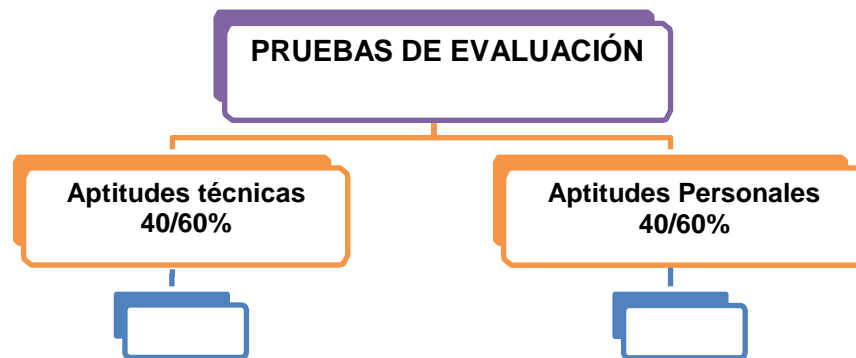 PRUEBAS DE EVALUACIÓN
Aptitudes técnicas
40/60%
Aptitudes Personales
40/60%